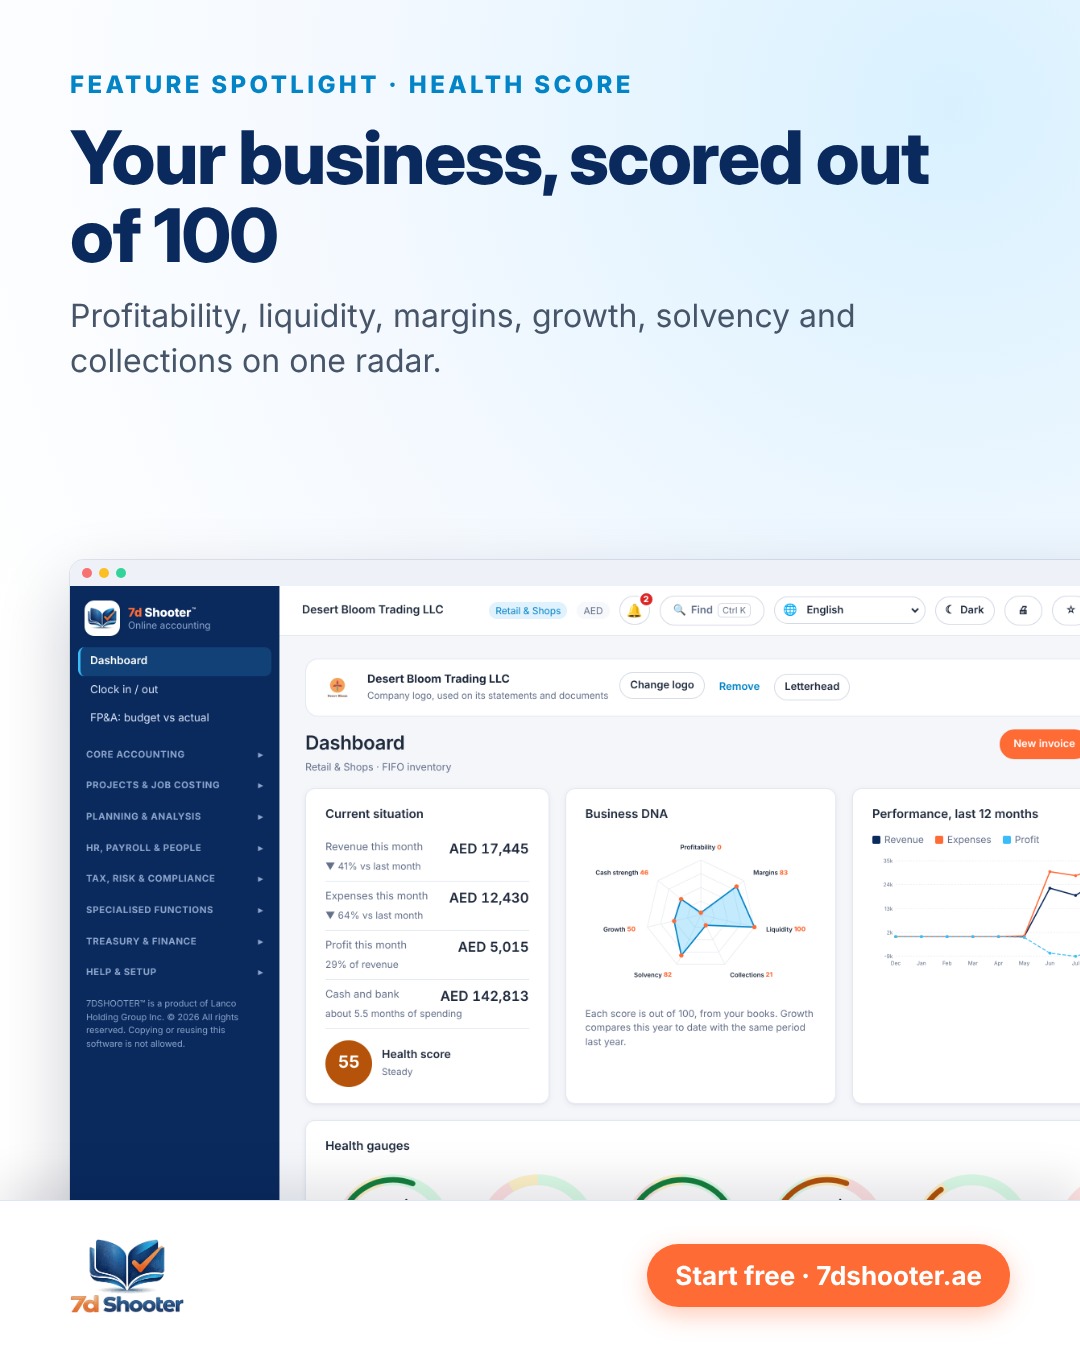 FEATURE SPOTLIGHT · HEALTH SCORE
Your business, scored out
of 100
Profitability, liquidity, margins, growth, solvency and
collections on one radar.
7d Shooter™
Online accounting
Dashboard
Clock in / out
FP&A: budget vs actual
CORE ACCOUNTING
PROJECTS & JOB COSTING
PLANNING & ANALYSIS
HR, PAYROLL & PEOPLE
TAX, RISK & COMPLIANCE
SPECIALISED FUNCTIONS
TREASURY & FINANCE
HELP & SETUP
7DSHOOTER™ is a product of Lanco
Holding Group Inc. © 2026 All rights
reserved. Copying or reusing this
software is not allowed.
Desert Bloom Trading LLC
Retail & Shops
AED
2
Find Ctrl K
English
Dark
Desert Bloom Trading LLC
Company logo, used on its statements and documents
Change logo
Remove
Letterhead
Dashboard
Retail & Shops · FIFO inventory
New invoice
Current situation
Revenue this month AED 17,445
▼ 41% vs last month
Expenses this month AED 12,430
▼ 64% vs last month
Profit this month AED 5,015
29% of revenue
Cash and bank AED 142,813
about 5.5 months of spending
55
Health score
Steady
Business DNA
Profitability 0
Cash strength 46
Margins 83
Growth 50
Liquidity 100
Solvency 82
Collections 21
Each score is out of 100, from your books. Growth
compares this year to date with the same period
last year.
Performance, last 12 months
Revenue Expenses Profit
35k
24k
13k
2k
-8k
Dec Jan Feb Mar Apr May Jun Jul
Health gauges
7d Shooter
Start free · 7dshooter.ae